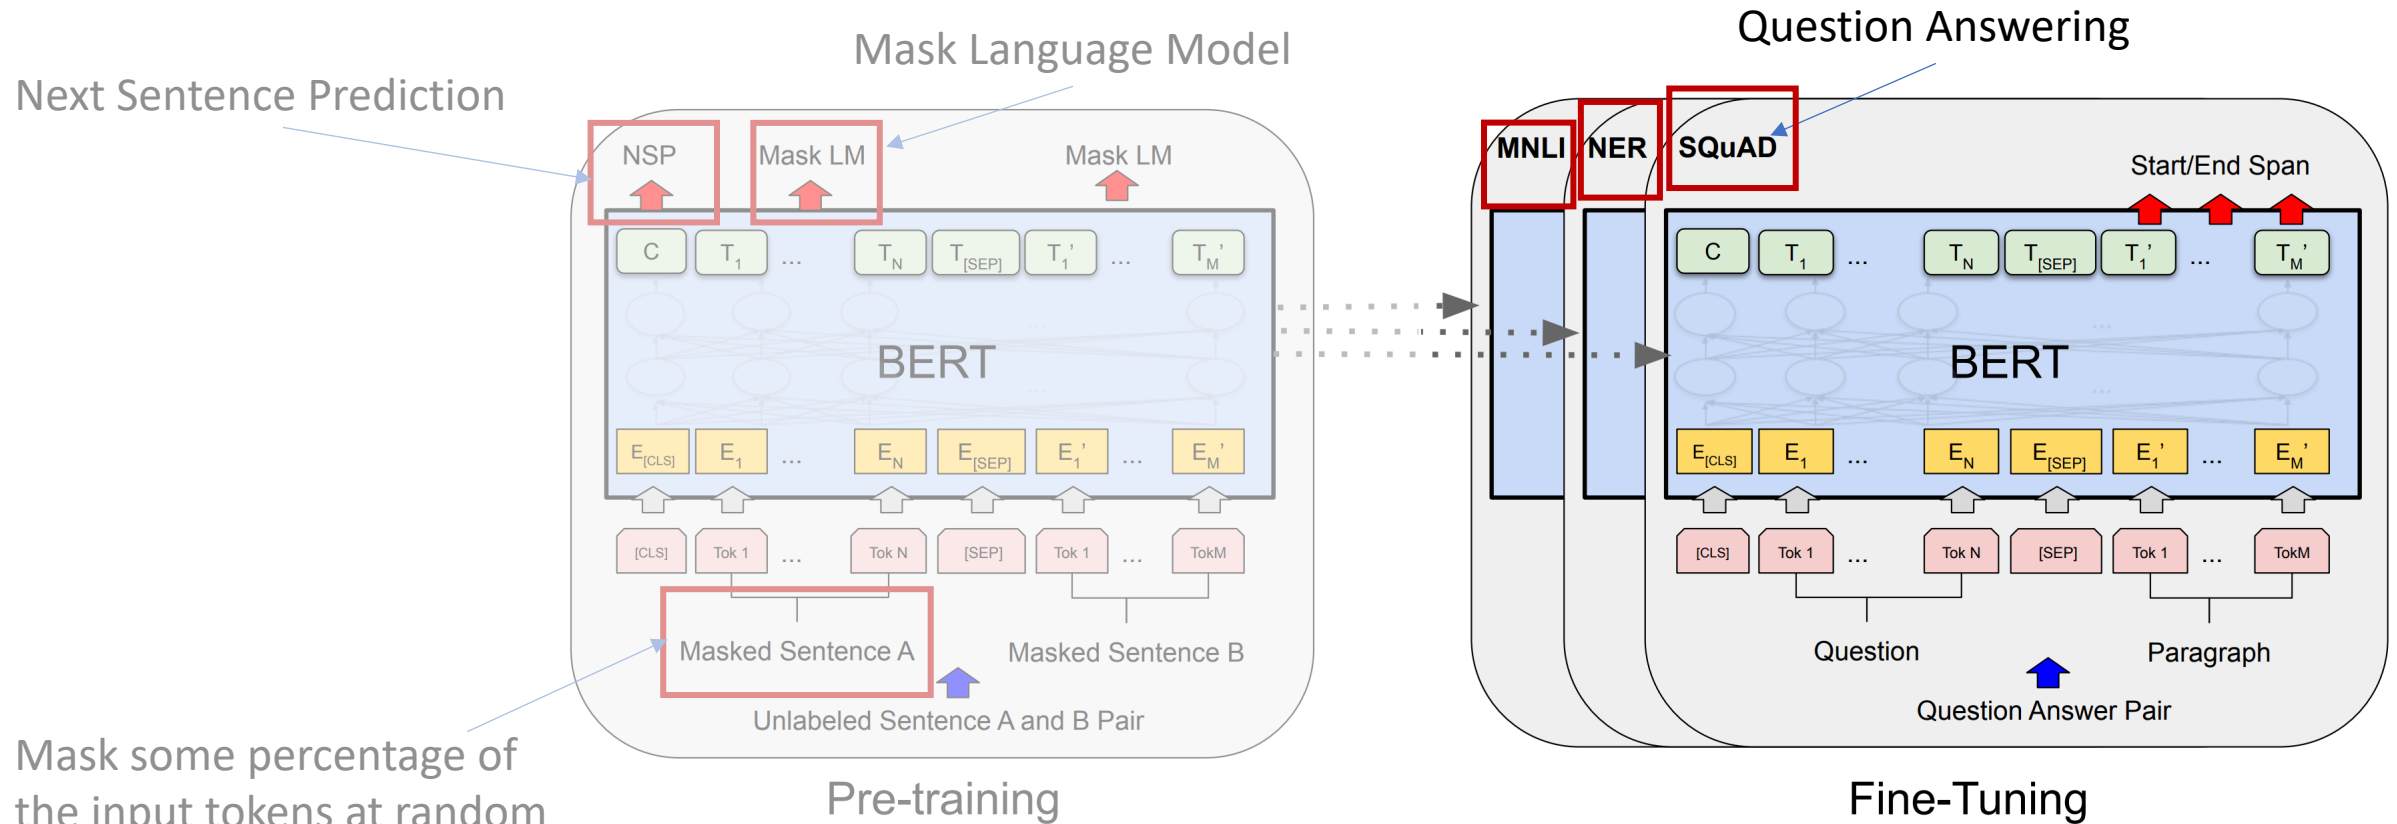 Question Answering
Mask Language Model
Next Sentence Prediction
NSP Mask LM Mask LM
MNLI NER SQuAD
Start/End Span
C T1 ... TN T[SEP] T1' ... TM'
C T1 ... TN T[SEP] T1' ... TM'
...
...
BERT
BERT
...
...
E[CLS] E1 ... EN E[SEP] E1' ... EM'
E[CLS] E1 ... EN E[SEP] E1' ... EM'
[CLS] Tok 1 ... Tok N [SEP] Tok 1 ... TokM
[CLS] Tok 1 ... Tok N [SEP] Tok 1 ... TokM
Masked Sentence A Masked Sentence B
Question Paragraph
Unlabeled Sentence A and B Pair
Question Answer Pair
Mask some percentage of
the input tokens at random
Pre-training
Fine-Tuning